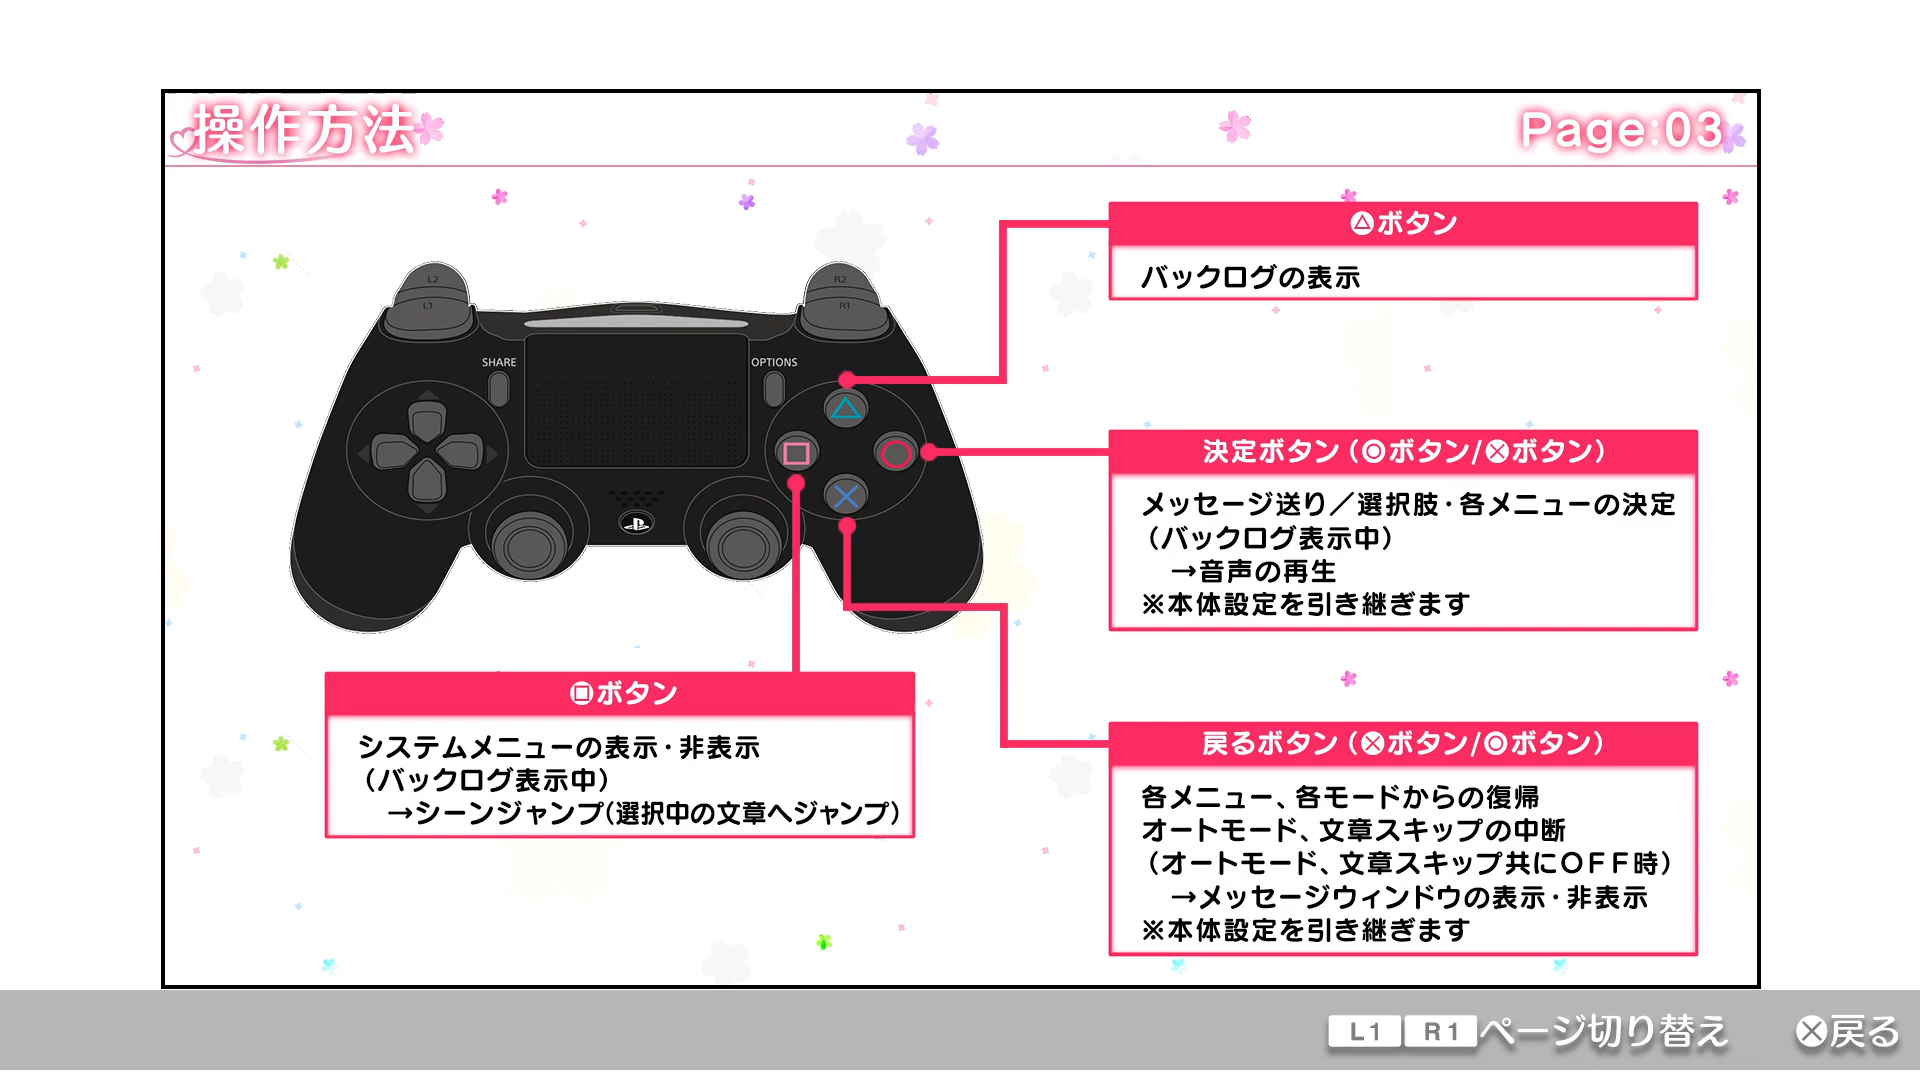 操作方法
Page:03
L2
L1
R2
R1
SHARE
OPTIONS
△ボタン
バックログの表示
決定ボタン（○ボタン/×ボタン）
メッセージ送り／選択肢・各メニューの決定
（バックログ表示中）
→音声の再生
※本体設定を引き継ぎます
□ボタン
システムメニューの表示・非表示
（バックログ表示中）
→シーンジャンプ(選択中の文章へジャンプ)
戻るボタン（×ボタン/○ボタン）
各メニュー、各モードからの復帰
オートモード、文章スキップの中断
（オートモード、文章スキップ共にＯＦＦ時）
→メッセージウィンドウの表示・非表示
※本体設定を引き継ぎます
L1 R1 ページ切り替え
×戻る